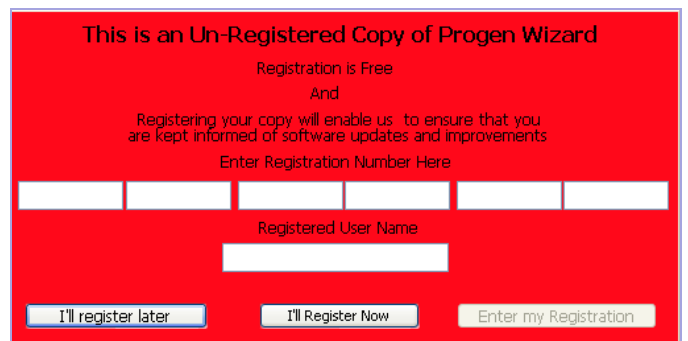 This is an Un-Registered Copy of Progen Wizard
Registration is Free
And
Registering your copy will enable us to ensure that you
are kept informed of software updates and improvements
Enter Registration Number Here
Registered User Name
I'll register later
I'll Register Now
Enter my Registration